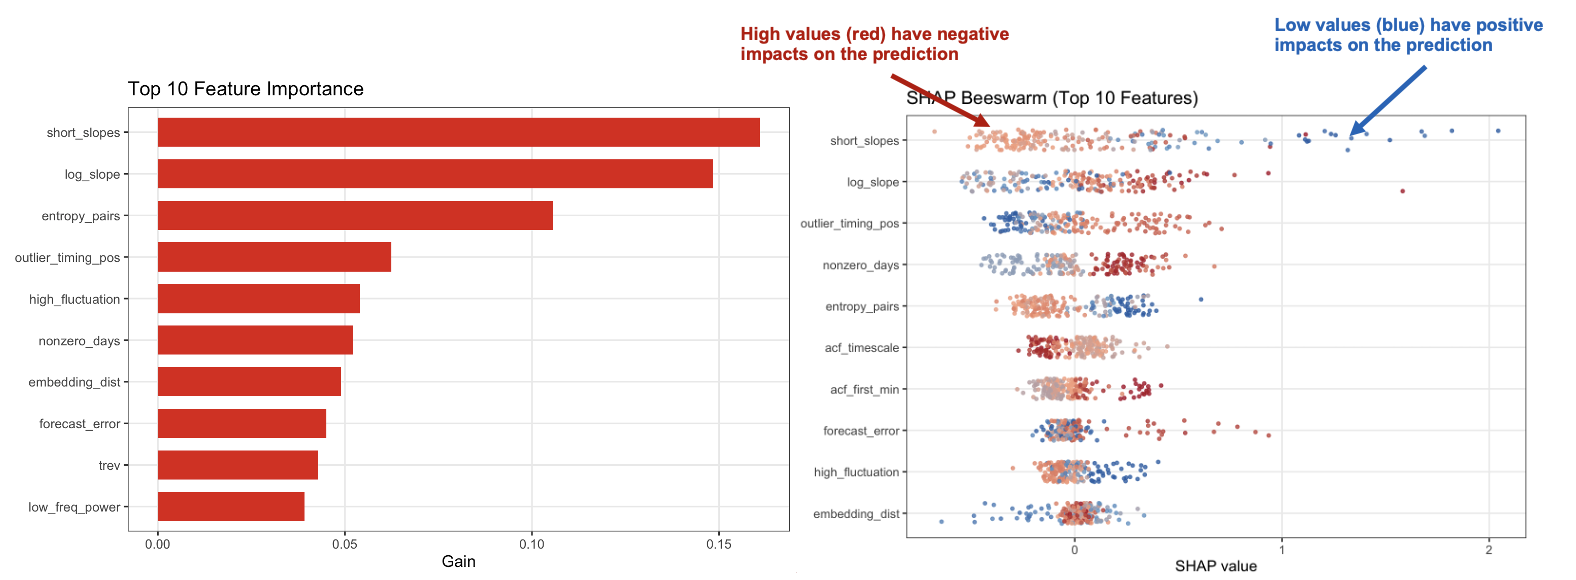 High values (red) have negative
impacts on the prediction
Low values (blue) have positive
impacts on the prediction
Top 10 Feature Importance
short_slopes
log_slope
entropy_pairs
outlier_timing_pos
high_fluctuation
nonzero_days
embedding_dist
forecast_error
trev
low_freq_power
0.00 0.05 0.10 0.15
Gain
SHAP Beeswarm (Top 10 Features)
short_slopes
log_slope
outlier_timing_pos
nonzero_days
entropy_pairs
acf_timescale
acf_first_min
forecast_error
high_fluctuation
embedding_dist
0 1 2
SHAP value